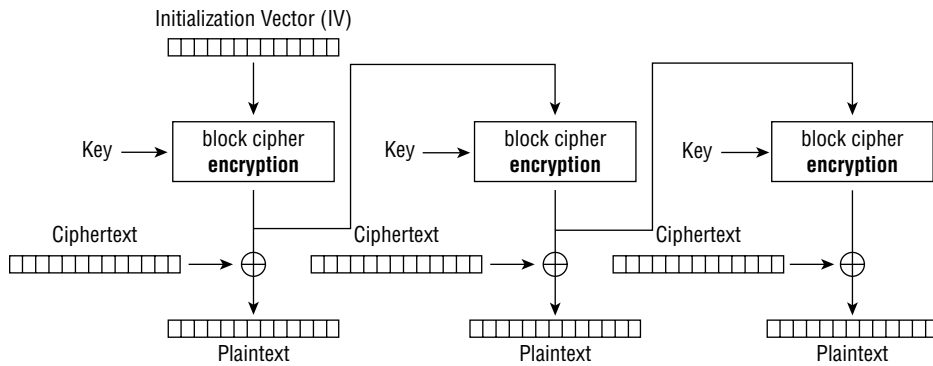 Initialization Vector (IV)
Key
block cipher
encryption
Key
block cipher
encryption
Key
block cipher
encryption
Ciphertext
Ciphertext
Ciphertext
Plaintext
Plaintext
Plaintext